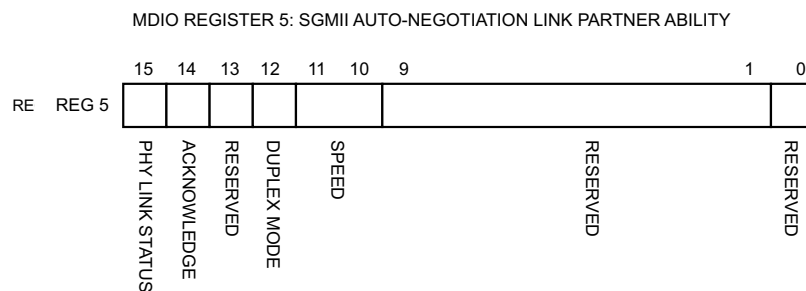 MDIO REGISTER 5: SGMII AUTO-NEGOTIATION LINK PARTNER ABILITY
15 14 13 12 11 10 9 1 0
RE REG 5
PHY LINK STATUS
ACKNOWLEDGE
RESERVED
DUPLEX MODE
SPEED
RESERVED
RESERVED